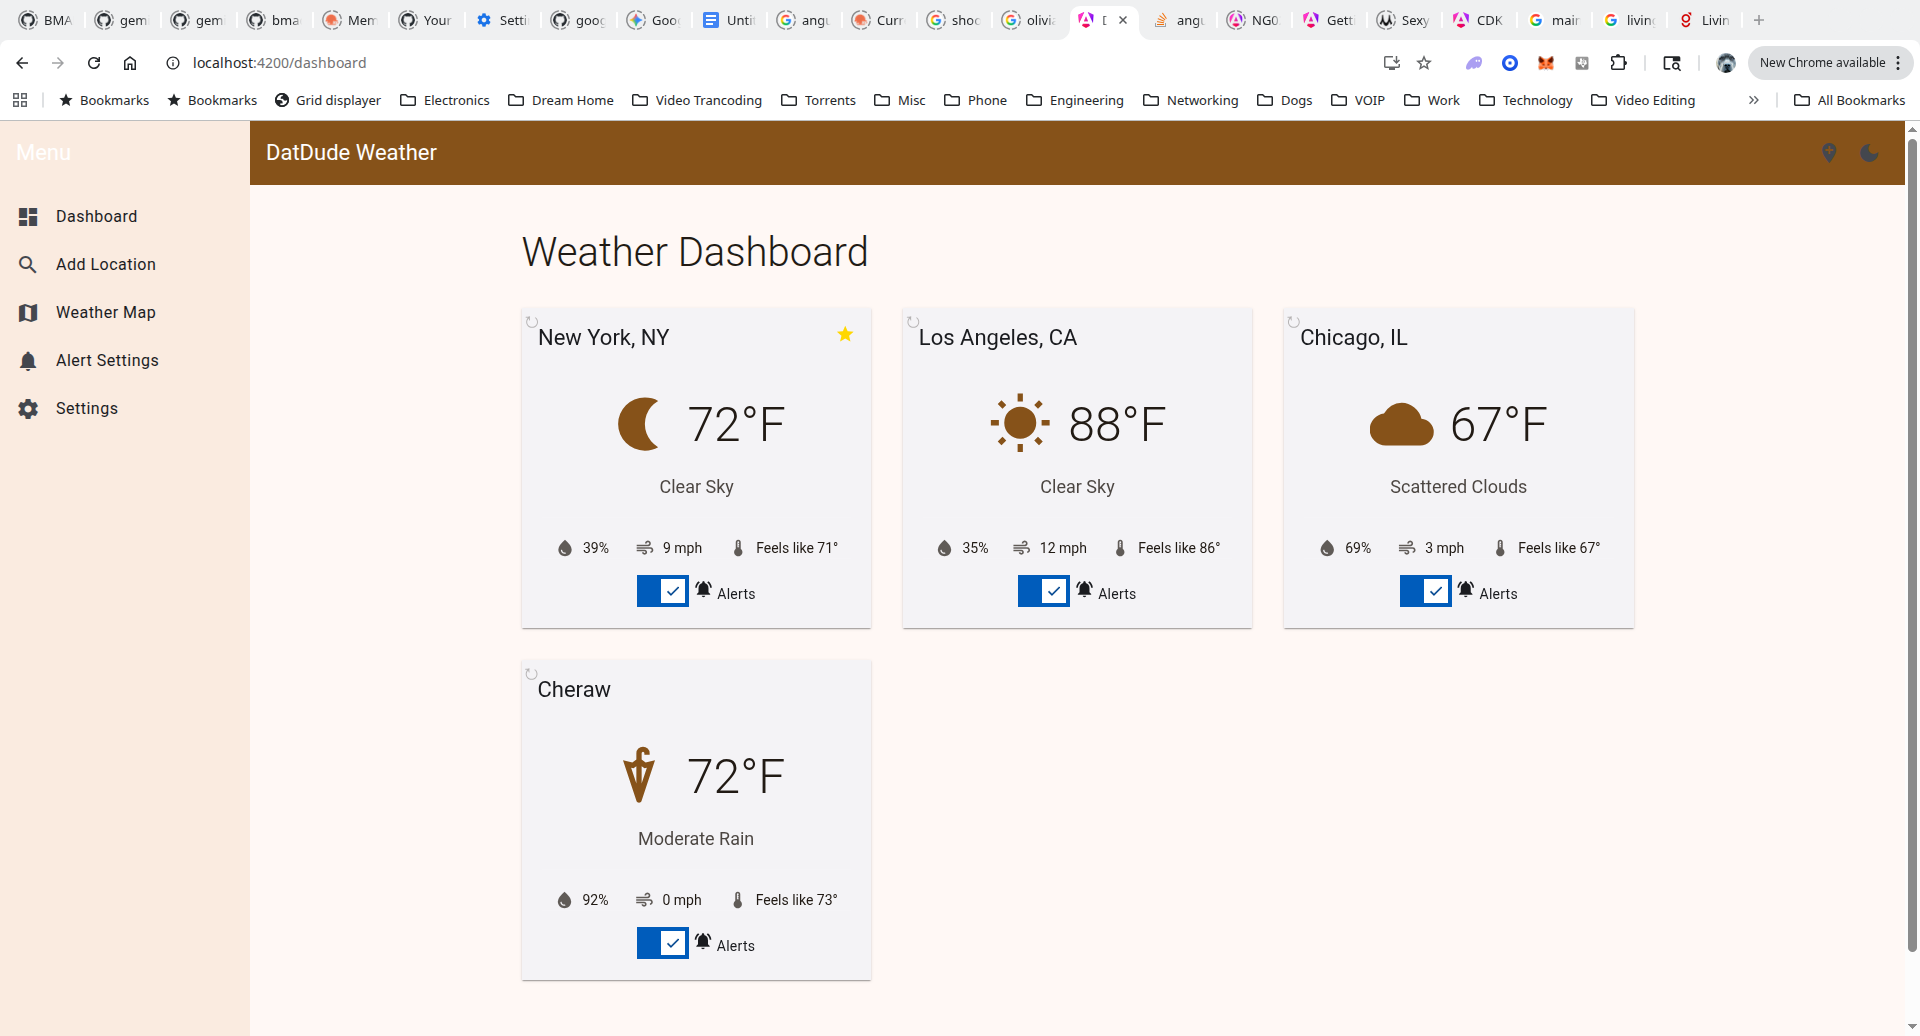 BMA gem gem bma Mem Your Setti goog Goo Unti angu Curr shoc olivia angu NG0 Gett Sexy CDK mair living Livin
localhost:4200/dashboard New Chrome available
Bookmarks Bookmarks Grid displayer Electronics Dream Home Video Trancoding Torrents Misc Phone Engineering Networking Dogs VOIP Work Technology Video Editing All Bookmarks
Menu
Dashboard
Add Location
Weather Map
Alert Settings
Settings
DatDude Weather
Weather Dashboard
New York, NY
72°F
Clear Sky
39% 9 mph Feels like 71°
Alerts
Los Angeles, CA
88°F
Clear Sky
35% 12 mph Feels like 86°
Alerts
Chicago, IL
67°F
Scattered Clouds
69% 3 mph Feels like 67°
Alerts
Cheraw
72°F
Moderate Rain
92% 0 mph Feels like 73°
Alerts